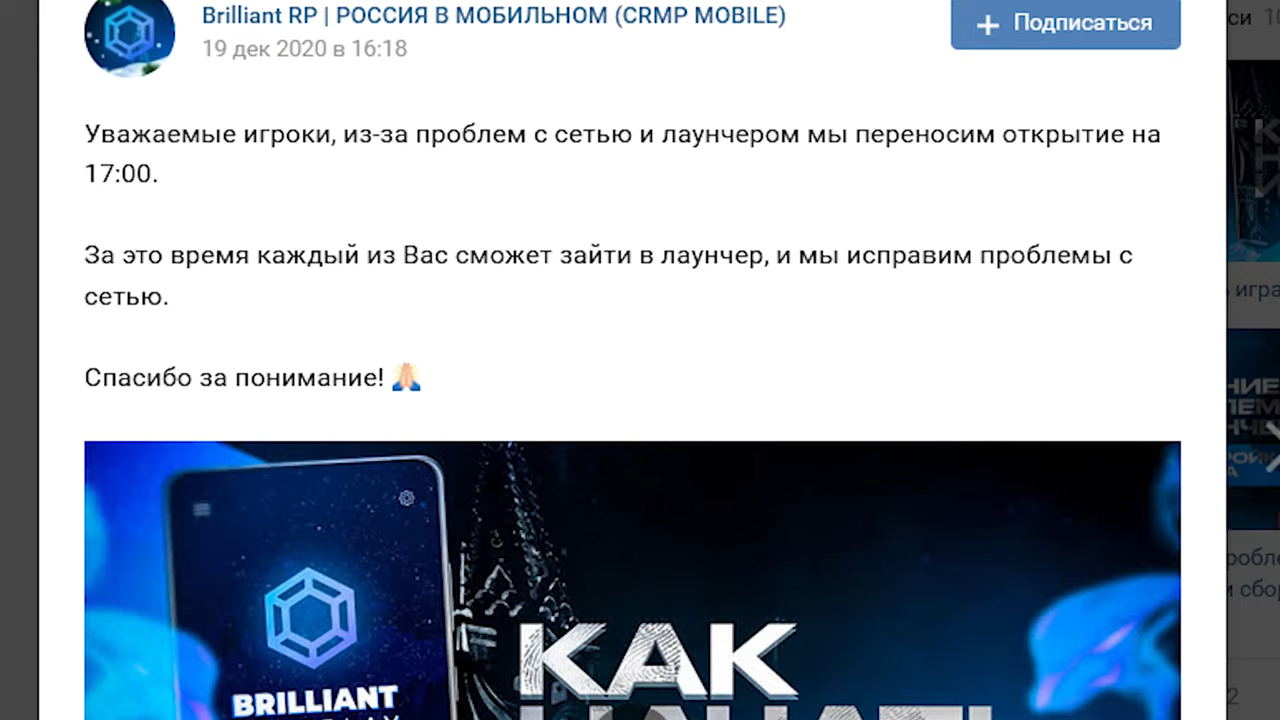 Brilliant RP | РОССИЯ В МОБИЛЬНОМ (CRMP MOBILE)
19 дек 2020 в 16:18
Подписаться
Уважаемые игроки, из-за проблем с сетью и лаунчером мы переносим открытие на
17:00.
За это время каждый из Вас сможет зайти в лаунчер, и мы исправим проблемы с
сетью.
Спасибо за понимание! 🙏🏻
BRILLIANT
КАК